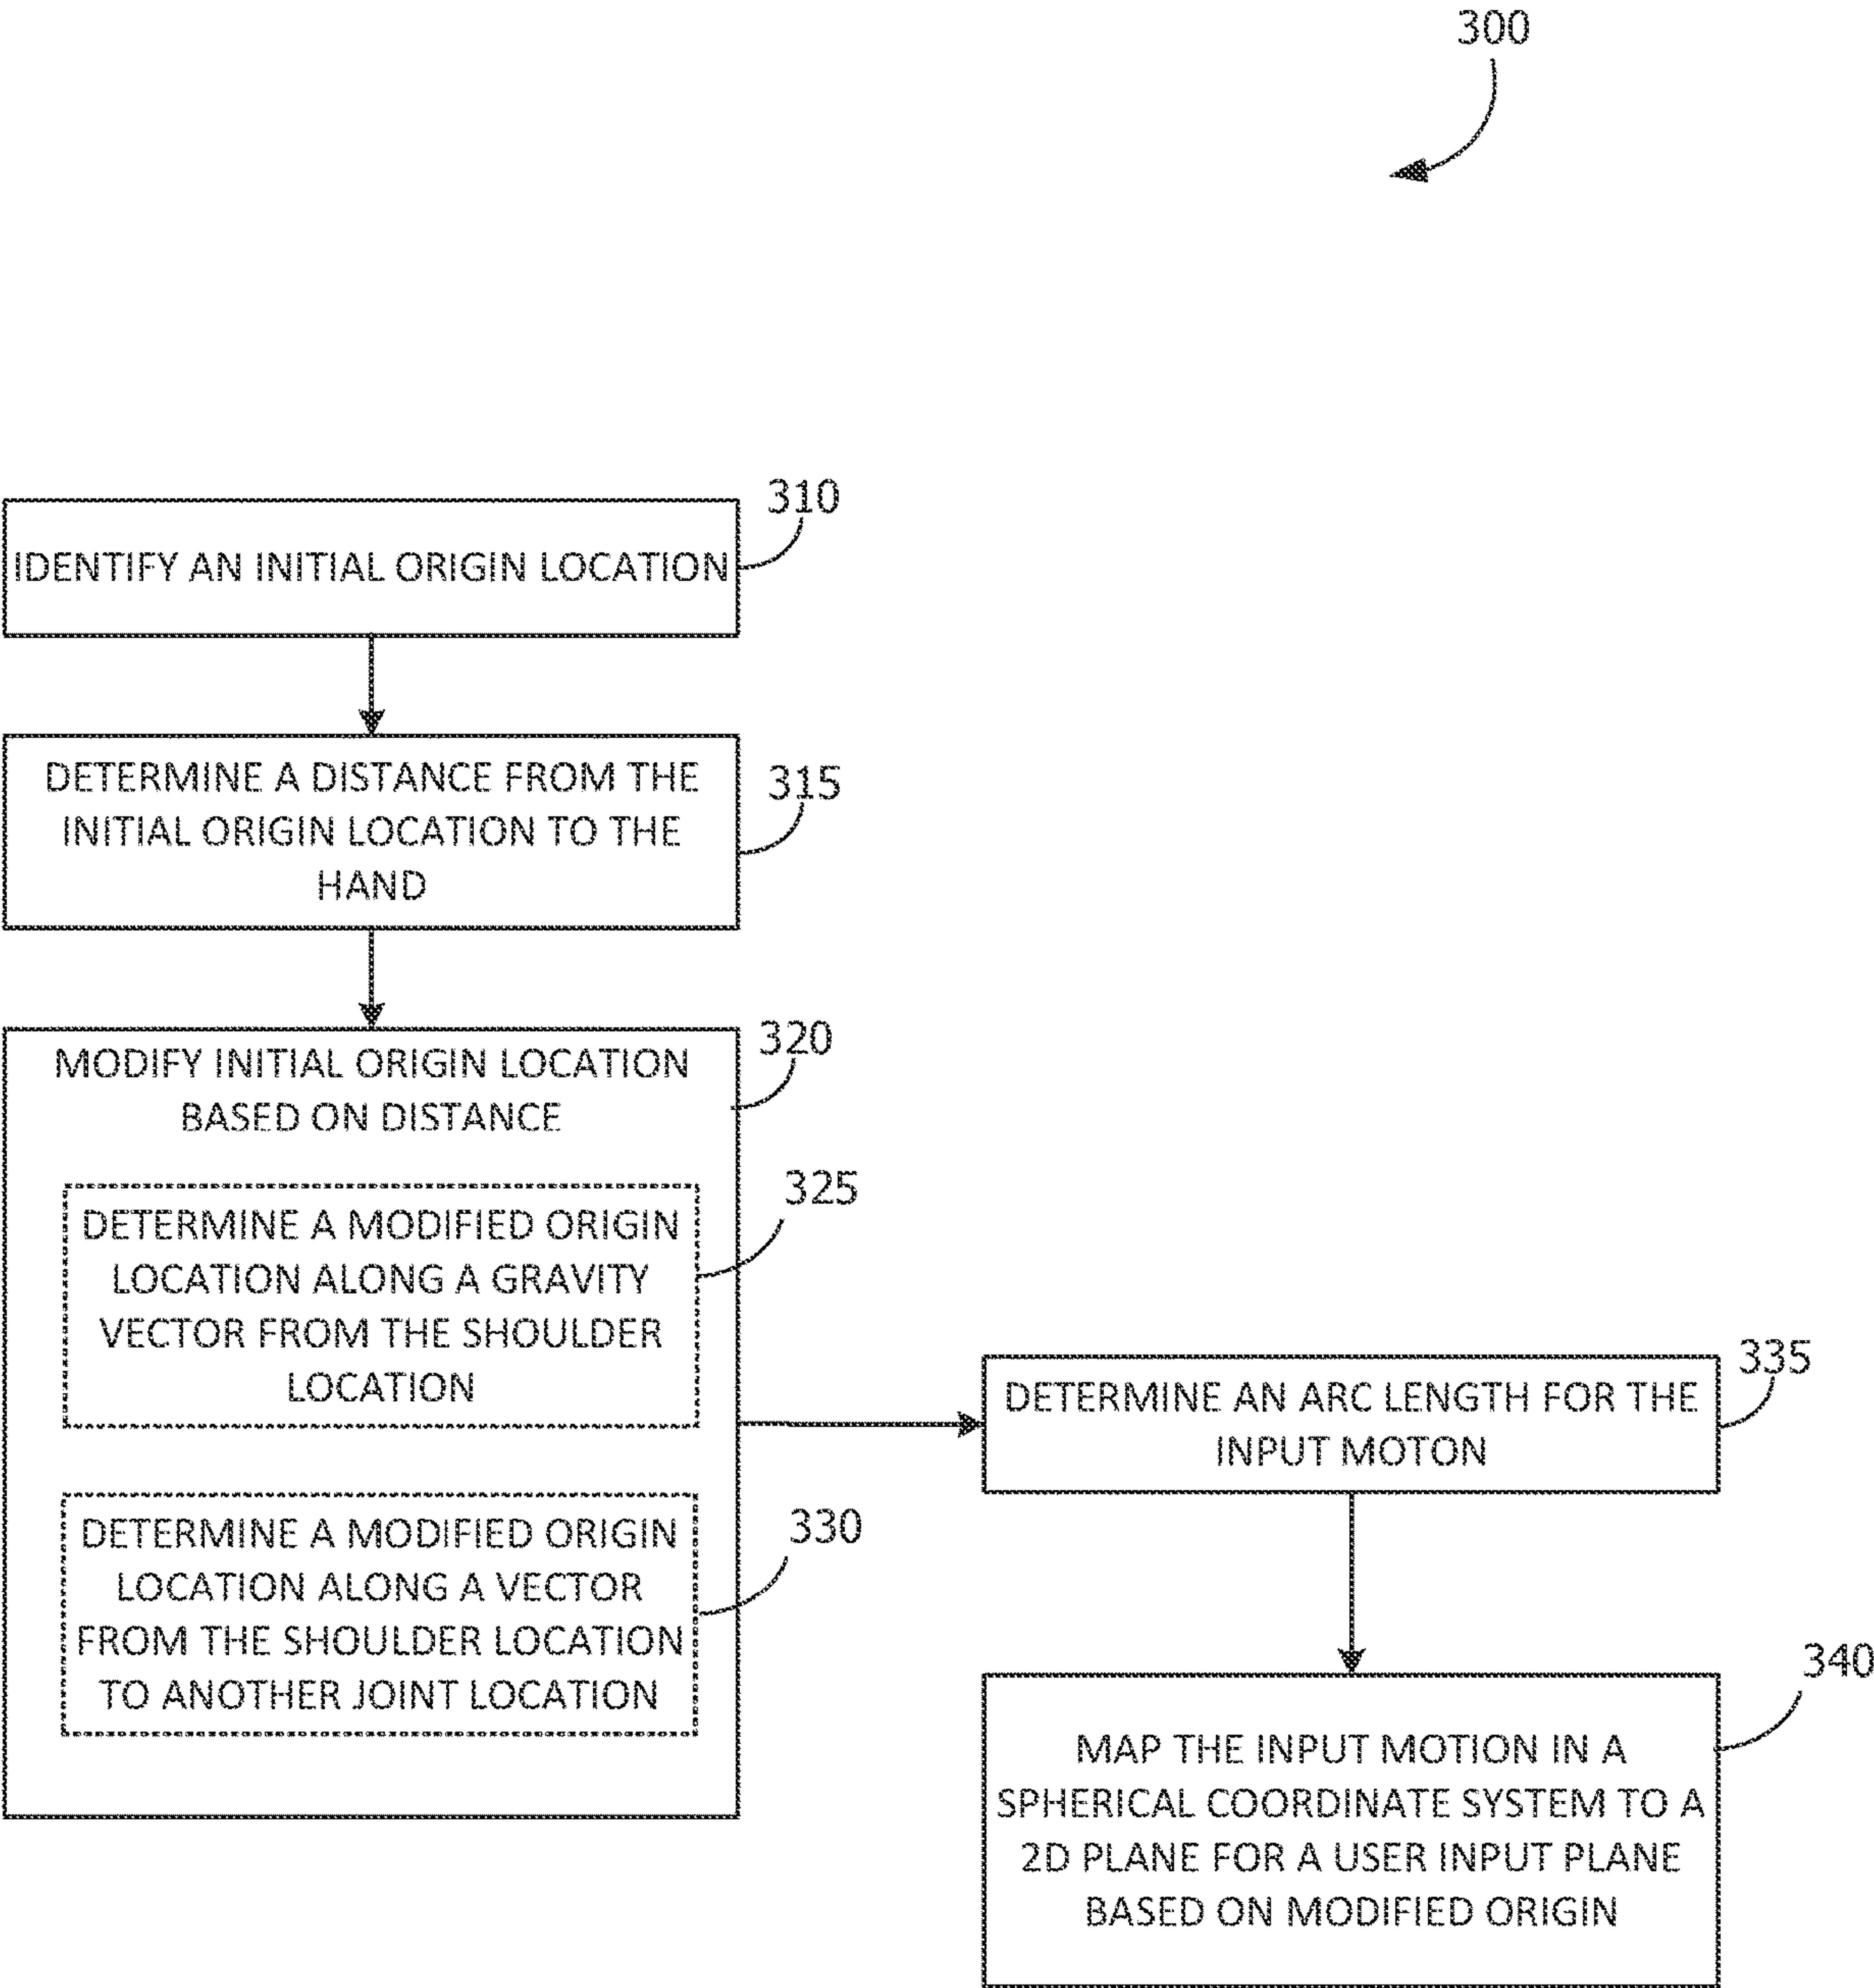 300
310
IDENTIFY AN INITIAL ORIGIN LOCATION
315
DETERMINE A DISTANCE FROM THE
INITIAL ORIGIN LOCATION TO THE
HAND
320
MODIFY INITIAL ORIGIN LOCATION
BASED ON DISTANCE
325
DETERMINE A MODIFIED ORIGIN
LOCATION ALONG A GRAVITY
VECTOR FROM THE SHOULDER
LOCATION
330
DETERMINE A MODIFIED ORIGIN
LOCATION ALONG A VECTOR
FROM THE SHOULDER LOCATION
TO ANOTHER JOINT LOCATION
335
DETERMINE AN ARC LENGTH FOR THE
INPUT MOTON
340
MAP THE INPUT MOTION IN A
SPHERICAL COORDINATE SYSTEM TO A
2D PLANE FOR A USER INPUT PLANE
BASED ON MODIFIED ORIGIN